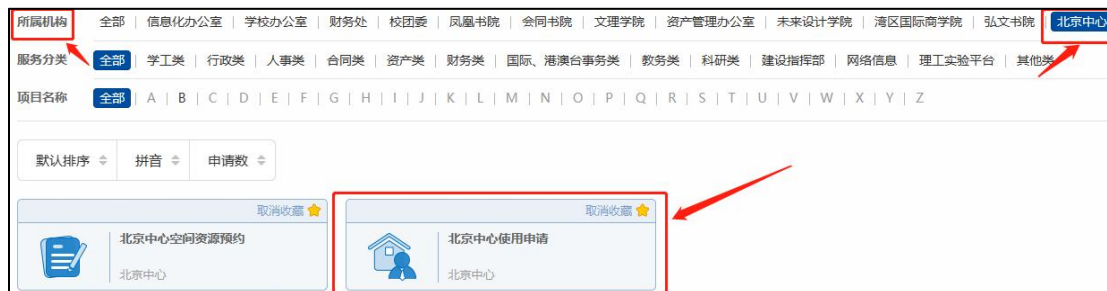 所属机构 全部 | 信息化办公室 | 学校办公室 | 财务处 | 校团委 | 凤凰书院 | 会同书院 | 文理学院 | 资产管理办公室 | 未来设计学院 | 湾区国际商学院 | 弘文书院 | 北京中心
服务分类 全部 | 学工类 | 行政类 | 人事类 | 合同类 | 资产类 | 财务类 | 国际、港澳台事务类 | 教务类 | 科研类 | 建设指挥部 | 网络信息 | 理工实验平台 | 其他类
项目名称 全部 | A | B | C | D | E | F | G | H | I | J | K | L | M | N | O | P | Q | R | S | T | U | V | W | X | Y | Z
默认排序 拼音 申请数
取消收藏 取消收藏
北京中心空间资源预约 北京中心使用申请
北京中心 北京中心